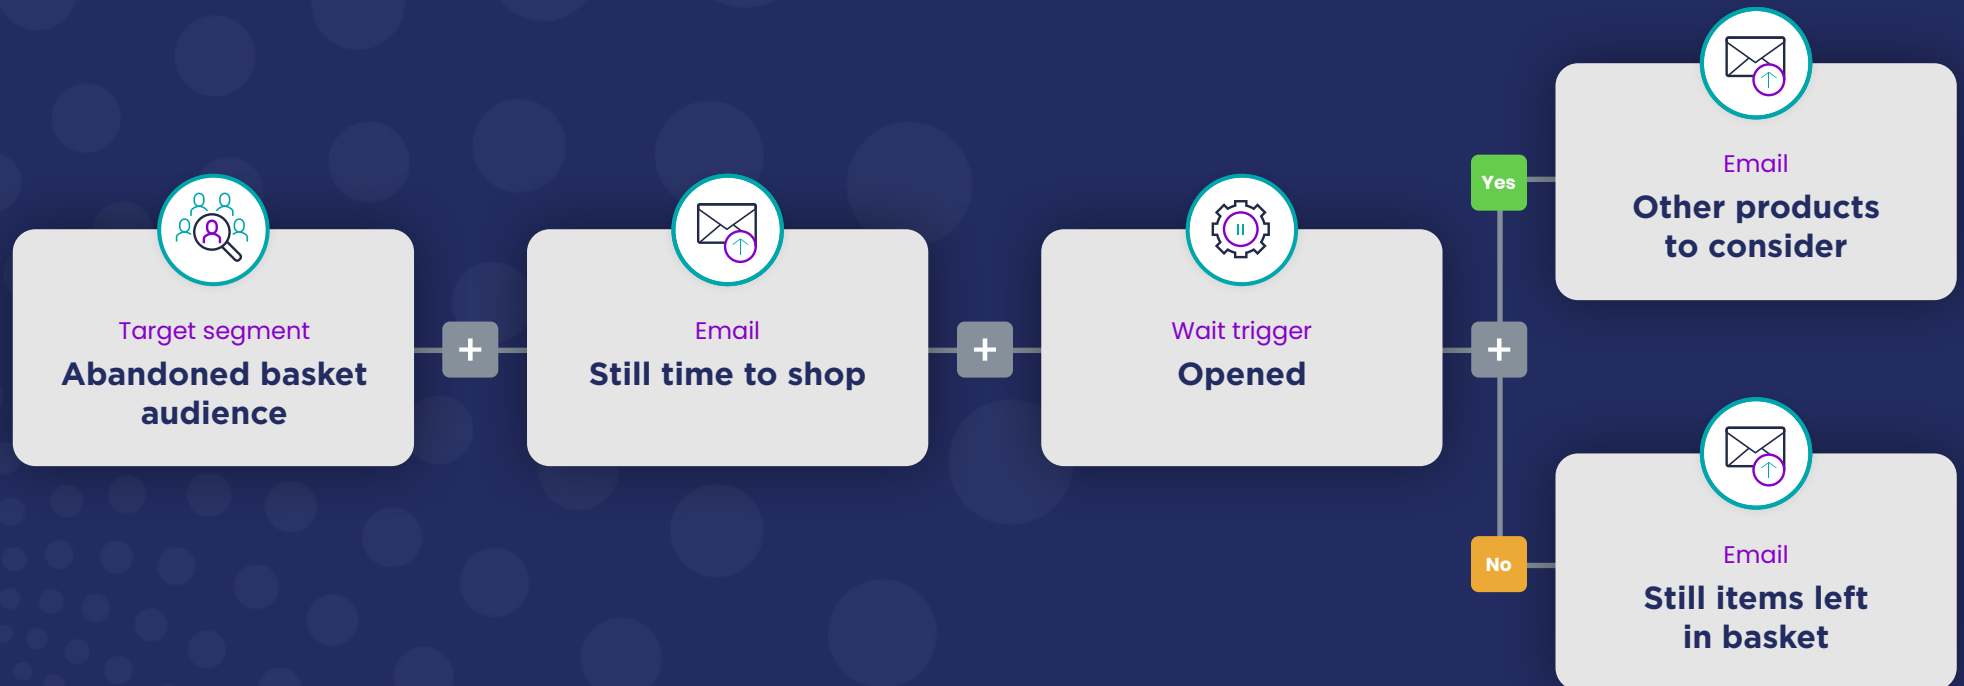 Target segment
Abandoned basket
audience
+
Email
Still time to shop
+
Wait trigger
Opened
+
Yes
Email
Other products
to consider
No
Email
Still items left
in basket